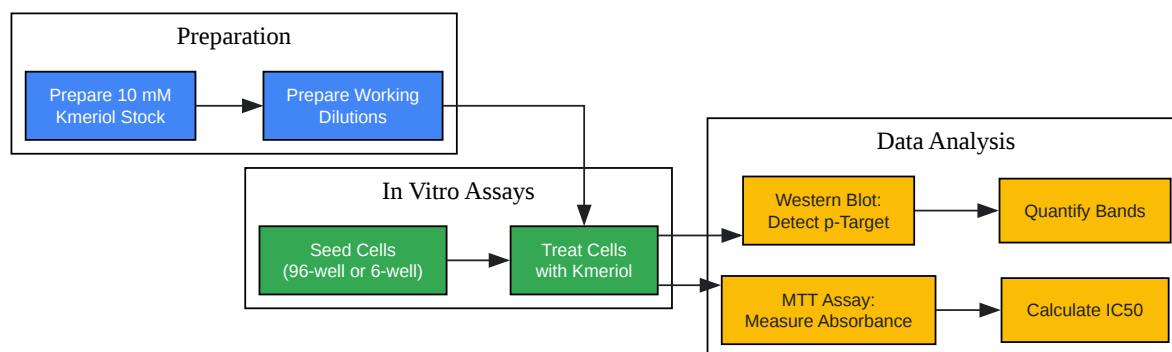 Preparation
Prepare 10 mM
Kmeriol Stock
Prepare Working
Dilutions
In Vitro Assays
Seed Cells
(96-well or 6-well)
Treat Cells
with Kmeriol
Data Analysis
Western Blot:
Detect p-Target
Quantify Bands
MTT Assay:
Measure Absorbance
Calculate IC50